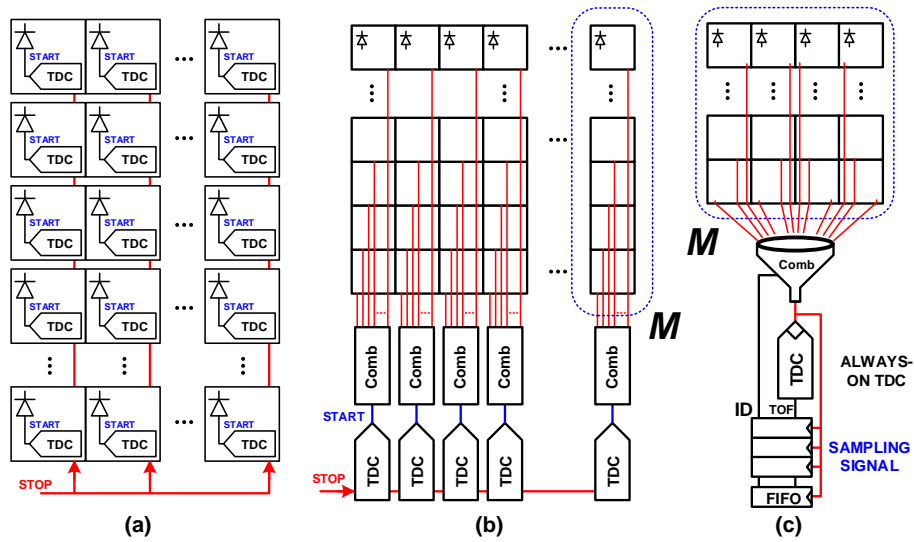 START START START
TDC TDC ... TDC
START START START
TDC TDC ... TDC
START START START
TDC TDC ... TDC
START START START
TDC TDC ... TDC
... ... ...
START START START
TDC TDC ... TDC
STOP
(a)
...
... ...
...
...
... ... ... ... ...
M
Comb Comb Comb Comb Comb
START
TDC TDC TDC TDC TDC
STOP
(b)
... ...
M
Comb
TDC
ALWAYS-
ON TDC
ID TOF
SAMPLING
SIGNAL
FIFO
(c)